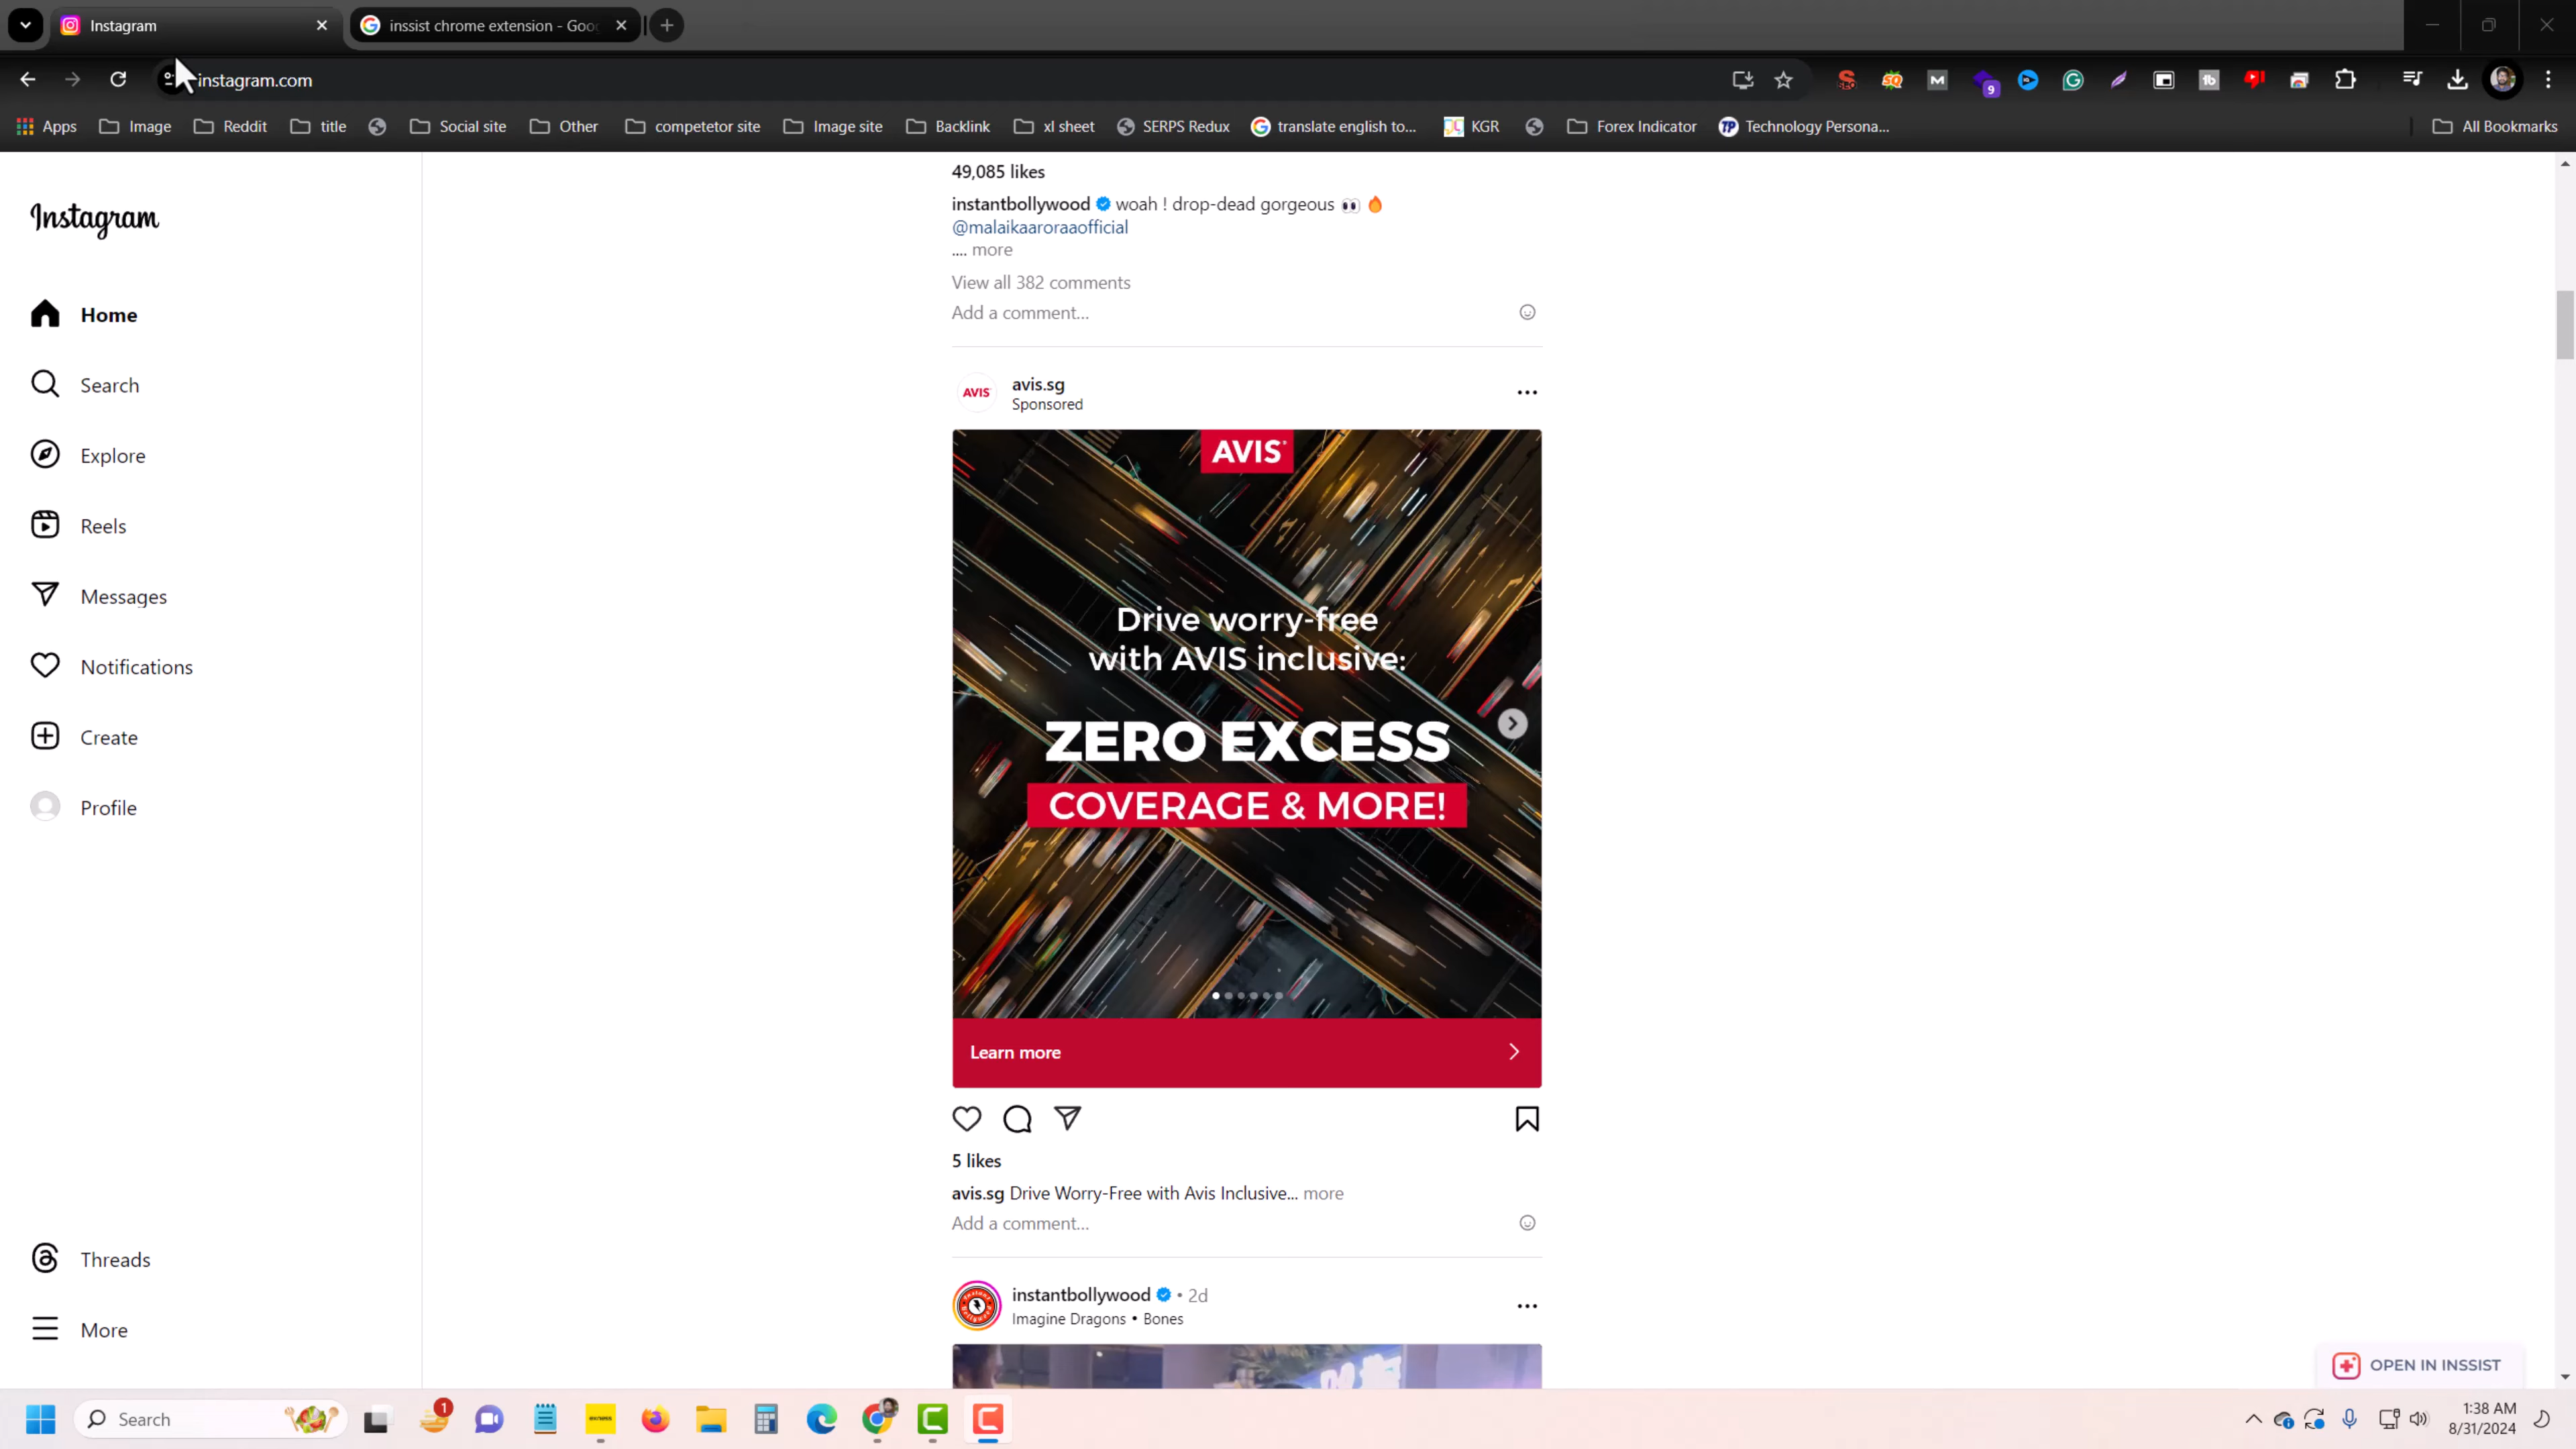 Instagram
inssist chrome extension - Goo
instagram.com
9
Apps
Image
Reddit
title
Social site
Other
competetor site
Image site
Backlink
xl sheet
SERPS Redux
translate english to...
KGR
Forex Indicator
Technology Persona...
All Bookmarks
Instagram
Home
Search
Explore
Reels
Messages
Notifications
Create
Profile
Threads
More
49,085 likes
instantbollywood woah ! drop-dead gorgeous 👀 🔥
@malaikaaroraaofficial
.... more
View all 382 comments
Add a comment...
AVIS
avis.sg
Sponsored
AVIS
Drive worry-free
with AVIS inclusive:
ZERO EXCESS
COVERAGE & MORE!
Learn more
5 likes
avis.sg Drive Worry-Free with Avis Inclusive... more
Add a comment...
instantbollywood • 2d
Imagine Dragons • Bones
OPEN IN INSSIST
Search
1
1:38 AM
8/31/2024